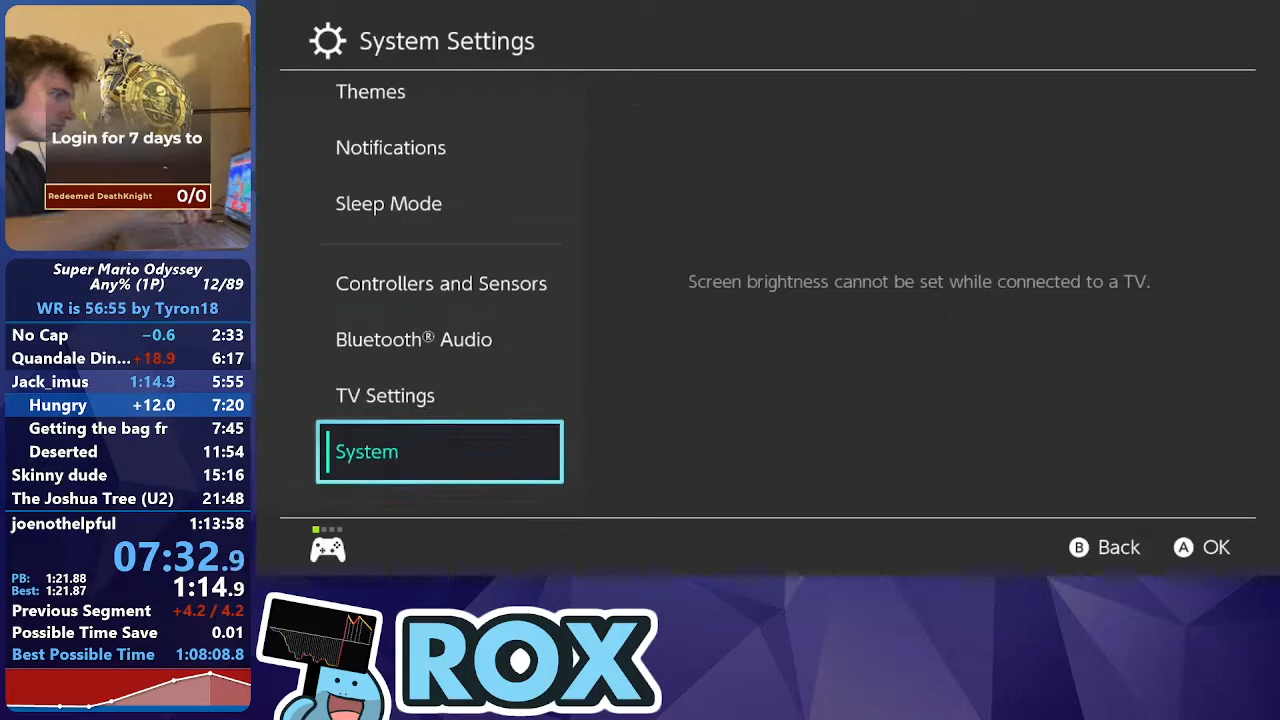 Login for 7 days to
Redeemed DeathKnight 0/0
Super Mario Odyssey
Any% (1P) 12/89
WR is 56:55 by Tyron18
No Cap −0.6 2:33
Quandale Din... +18.9 6:17
Jack_imus 1:14.9 5:55
Hungry +12.0 7:20
Getting the bag fr 7:45
Deserted 11:54
Skinny dude 15:16
The Joshua Tree (U2) 21:48
joenothelpful 1:13:58
07:32.9
PB: 1:21.88
Best: 1:21.87
1:14.9
Previous Segment +4.2 / 4.2
Possible Time Save 0.01
Best Possible Time 1:08:08.8
System Settings
Themes
Notifications
Sleep Mode
Controllers and Sensors
Bluetooth® Audio
TV Settings
System
Screen brightness cannot be set while connected to a TV.
B Back A OK
ROX